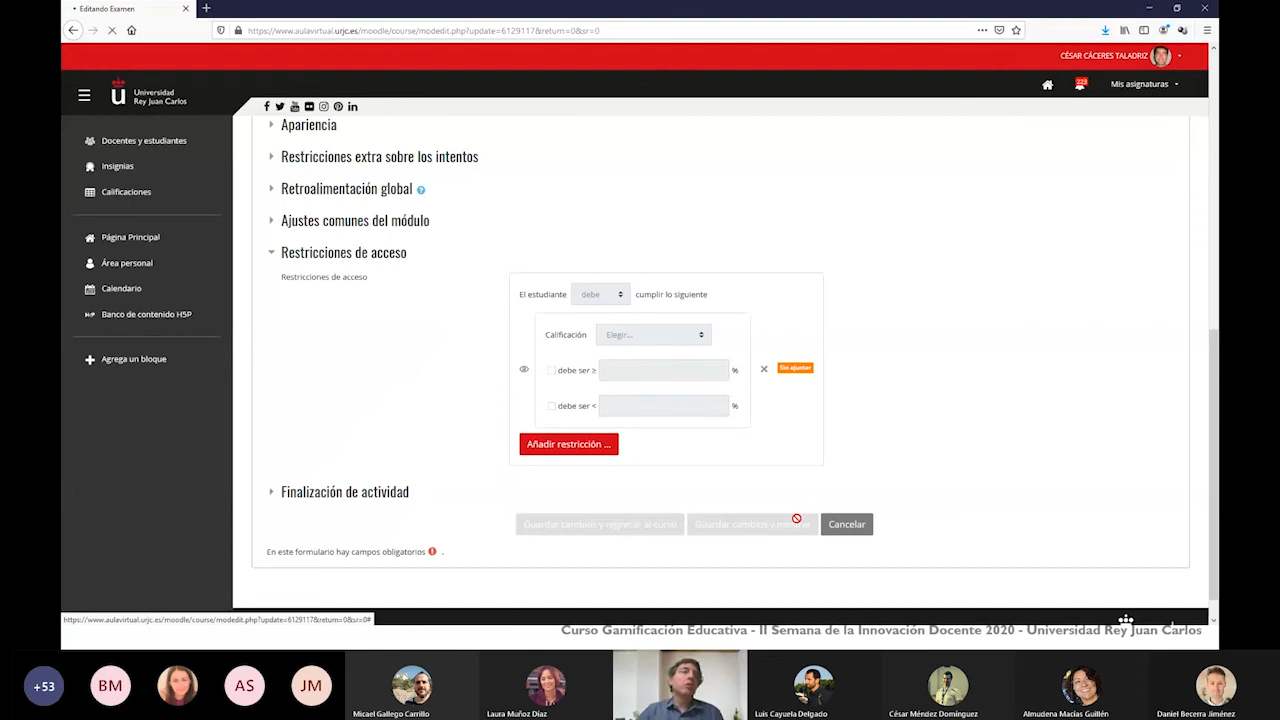 Editando Examen
https://www.aulavirtual.urjc.es/moodle/course/modedit.php?update=6129117&return=0&sr=0
CÉSAR CÁCERES TALADRIZ
Universidad
Rey Juan Carlos
223
Mis asignaturas
Docentes y estudiantes
Insignias
Calificaciones
Página Principal
Área personal
Calendario
Banco de contenido H5P
Agrega un bloque
Apariencia
Restricciones extra sobre los intentos
Retroalimentación global
Ajustes comunes del módulo
Restricciones de acceso
Restricciones de acceso
El estudiante debe cumplir lo siguiente
Calificación Elegir...
debe ser ≥ %
Sin ajustar
debe ser < %
Añadir restricción ...
Finalización de actividad
Guardar cambios y regresar al curso Guardar cambios y mostrar Cancelar
En este formulario hay campos obligatorios .
https://www.aulavirtual.urjc.es/moodle/course/modedit.php?update=6129117&return=0&sr=0#
Curso Gamificación Educativa - II Semana de la Innovación Docente 2020 - Universidad Rey Juan Carlos
+53
BM
AS
JM
Micael Gallego Carrillo
Laura Muñoz Díaz
Luis Cayuela Delgado
César Méndez Domínguez
Almudena Macías Guillén
Daniel Becerra Jiménez